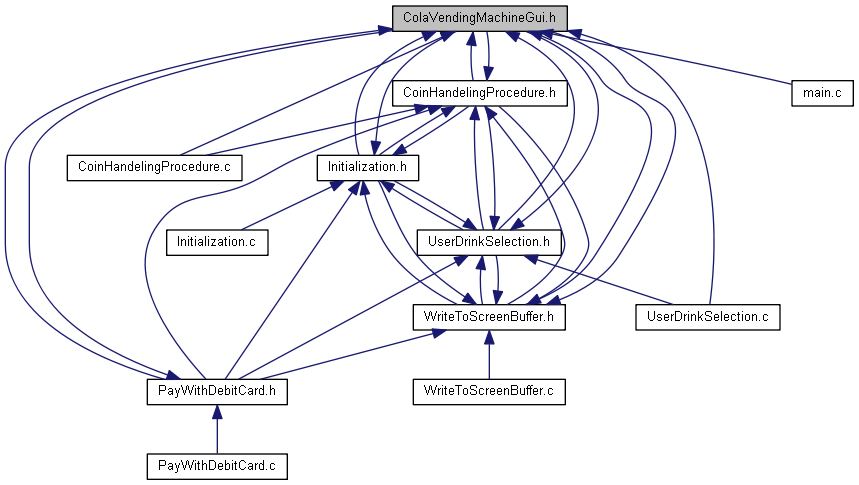 ColaVendingMachineGui.h
CoinHandelingProcedure.h
main.c
CoinHandelingProcedure.c
Initialization.h
Initialization.c
UserDrinkSelection.h
WriteToScreenBuffer.h
UserDrinkSelection.c
PayWithDebitCard.h
WriteToScreenBuffer.c
PayWithDebitCard.c